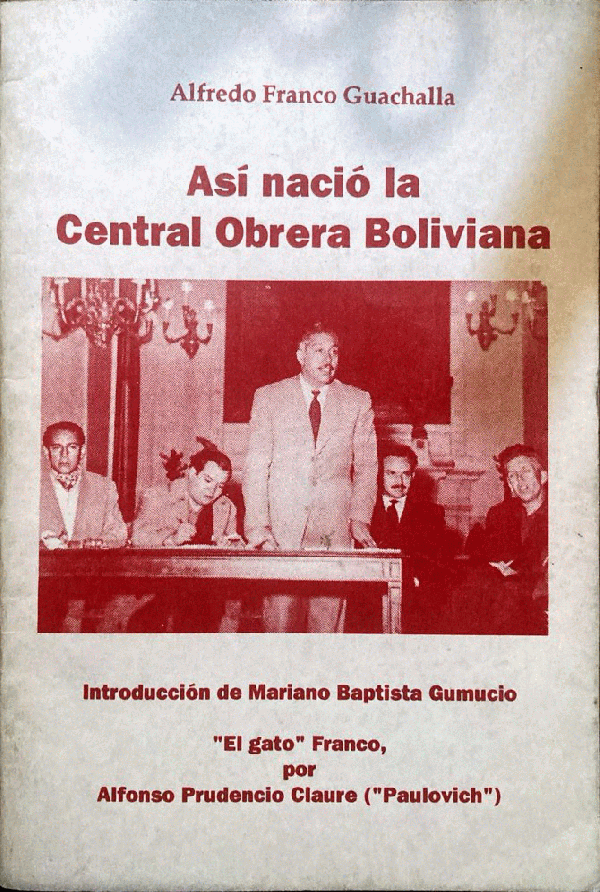 Alfredo Franco Guachalla
Así nació la
Central Obrera Boliviana
Introducción de Mariano Baptista Gumucio
"El gato" Franco,
por
Alfonso Prudencio Claure ("Paulovich")